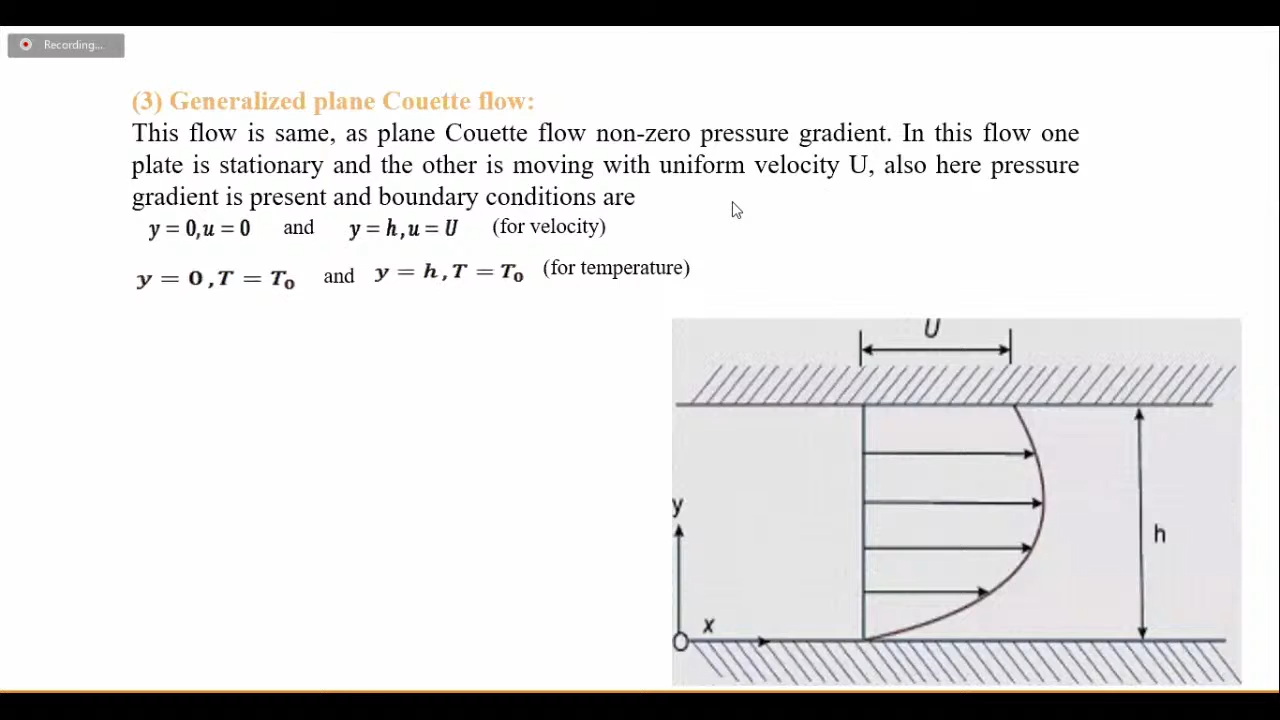 Recording...
(3) Generalized plane Couette flow:
This flow is same, as plane Couette flow non-zero pressure gradient. In this flow one
plate is stationary and the other is moving with uniform velocity U, also here pressure
gradient is present and boundary conditions are
y = 0, u = 0 and y = h, u = U (for velocity)
y = 0, T = T₀ and y = h, T = T₀ (for temperature)
U
y
h
x
O